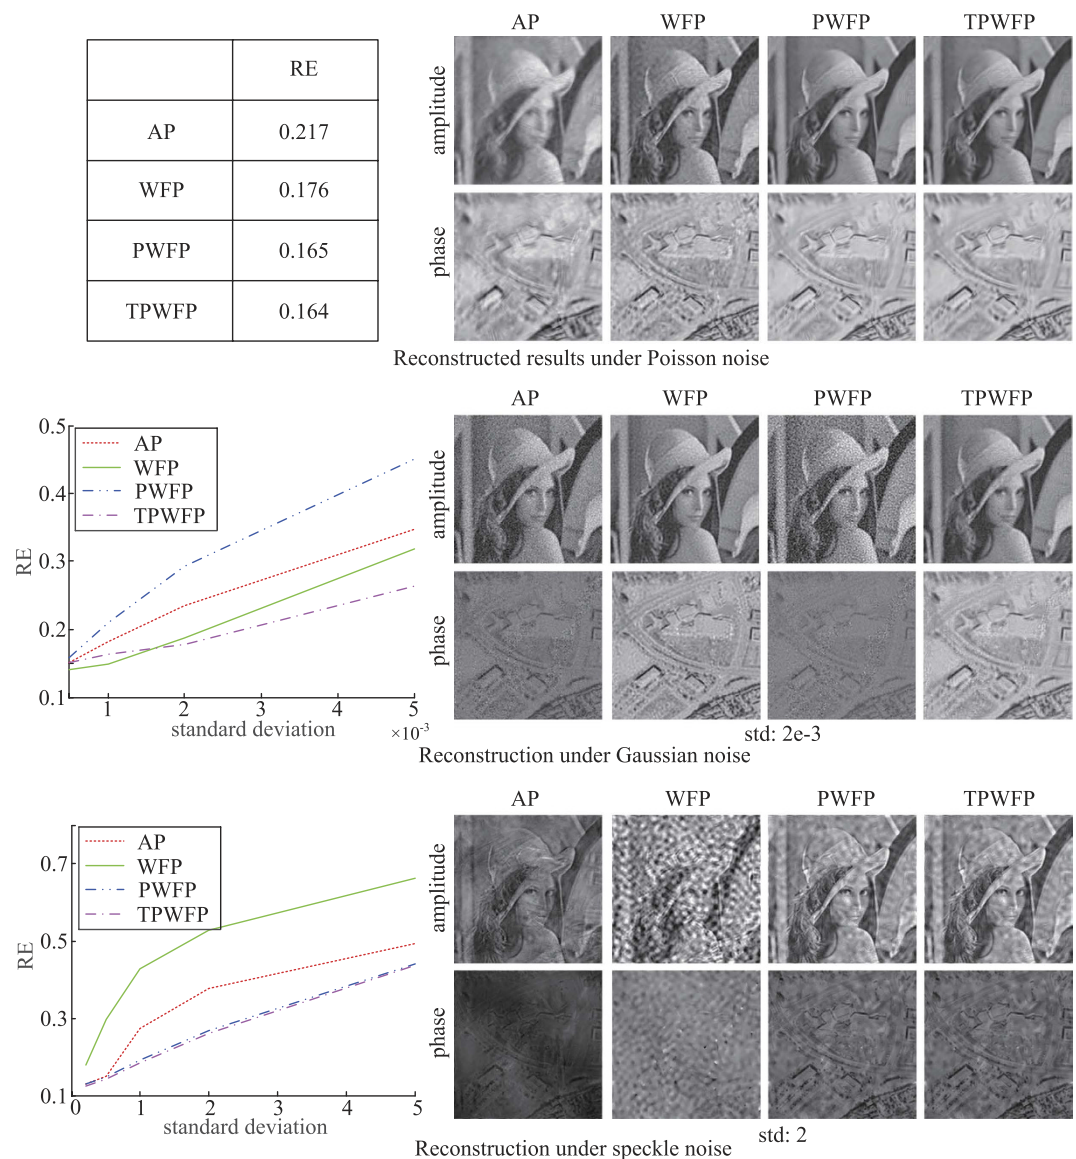 RE
AP 0.217
WFP 0.176
PWFP 0.165
TPWFP 0.164
AP WFP PWFP TPWFP
amplitude
phase
Reconstructed results under Poisson noise
0.5
0.4
0.3
0.2
0.1
RE
AP
WFP
PWFP
TPWFP
1 2 3 4 5
standard deviation
×10-3
AP WFP PWFP TPWFP
amplitude
phase
std: 2e-3
Reconstruction under Gaussian noise
0.7
0.5
0.3
0.1
RE
AP
WFP
PWFP
TPWFP
0 1 2 3 4 5
standard deviation
AP WFP PWFP TPWFP
amplitude
phase
std: 2
Reconstruction under speckle noise